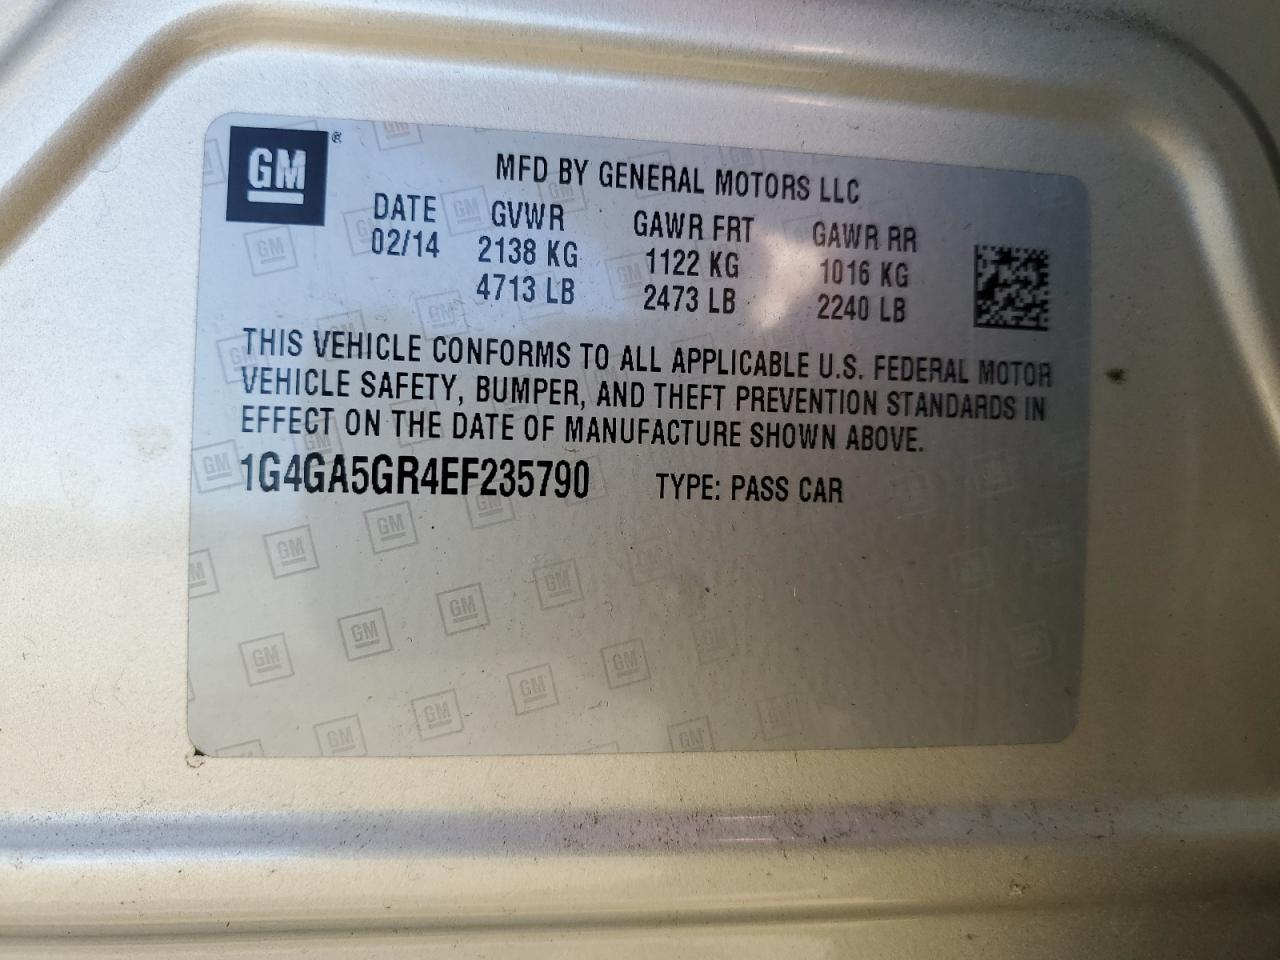 GM ®
MFD BY GENERAL MOTORS LLC
DATE GVWR GAWR FRT GAWR RR
02/14 2138 KG 1122 KG 1016 KG
4713 LB 2473 LB 2240 LB
THIS VEHICLE CONFORMS TO ALL APPLICABLE U.S. FEDERAL MOTOR
VEHICLE SAFETY, BUMPER, AND THEFT PREVENTION STANDARDS IN
EFFECT ON THE DATE OF MANUFACTURE SHOWN ABOVE.
1G4GA5GR4EF235790 TYPE: PASS CAR